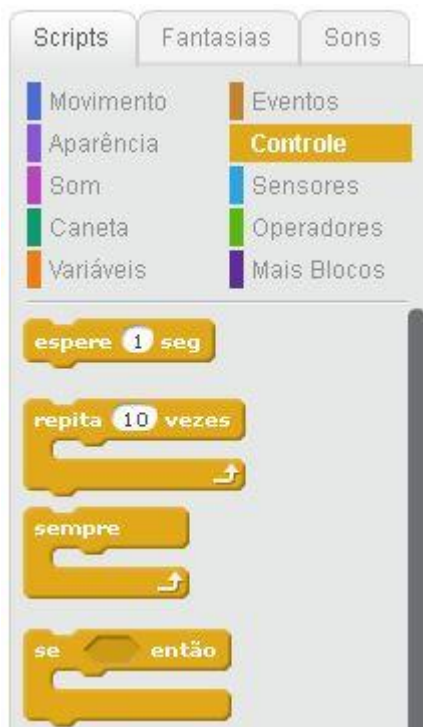 Scripts Fantasias Sons
Movimento Eventos
Aparência Controle
Som Sensores
Caneta Operadores
Variáveis Mais Blocos
espere 1 seg
repita 10 vezes
sempre
se então